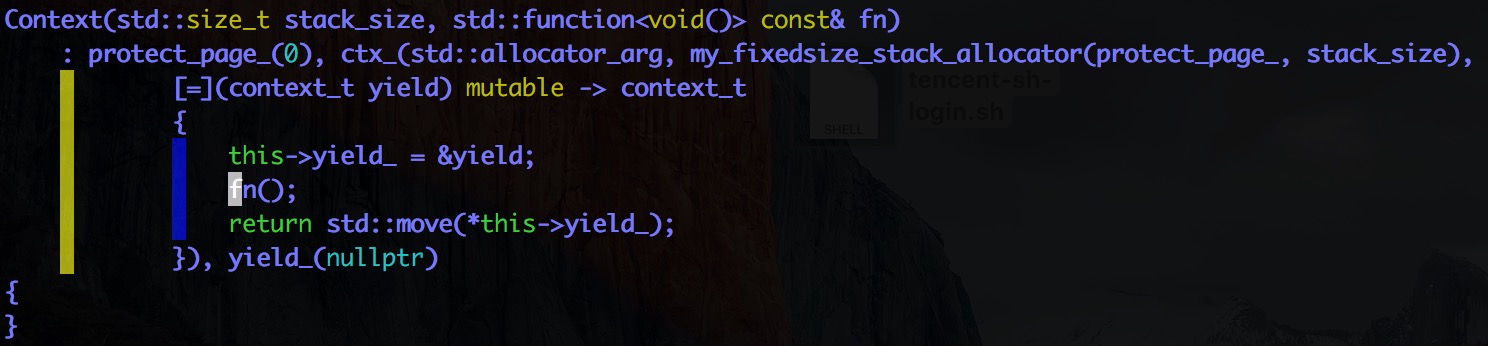 Context(std::size_t stack_size, std::function<void()> const& fn)
    : protect_page_(0), ctx_(std::allocator_arg, my_fixedsize_stack_allocator(protect_page_, stack_size),
            [=](context_t yield) mutable -> context_t
            {
                this->yield_ = &yield;
                fn();
                return std::move(*this->yield_);
            }), yield_(nullptr)
{
}
tencent-sh-
login.sh
SHELL